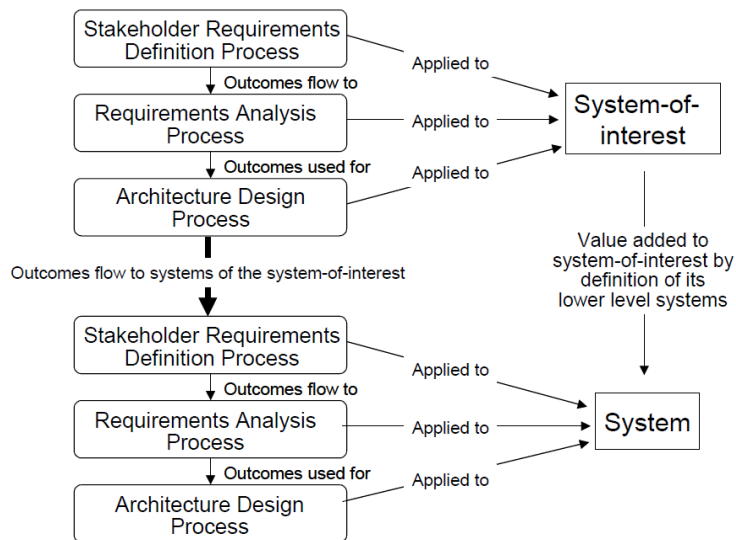 Stakeholder Requirements
Definition Process
Applied to
Outcomes flow to
System-of-
interest
Requirements Analysis
Process
Applied to
Outcomes used for
Applied to
Architecture Design
Process
Outcomes flow to systems of the system-of-interest
Value added to
system-of-interest by
definition of its
lower level systems
Stakeholder Requirements
Definition Process
Applied to
Outcomes flow to
Requirements Analysis
Process
Applied to
System
Outcomes used for
Applied to
Architecture Design
Process